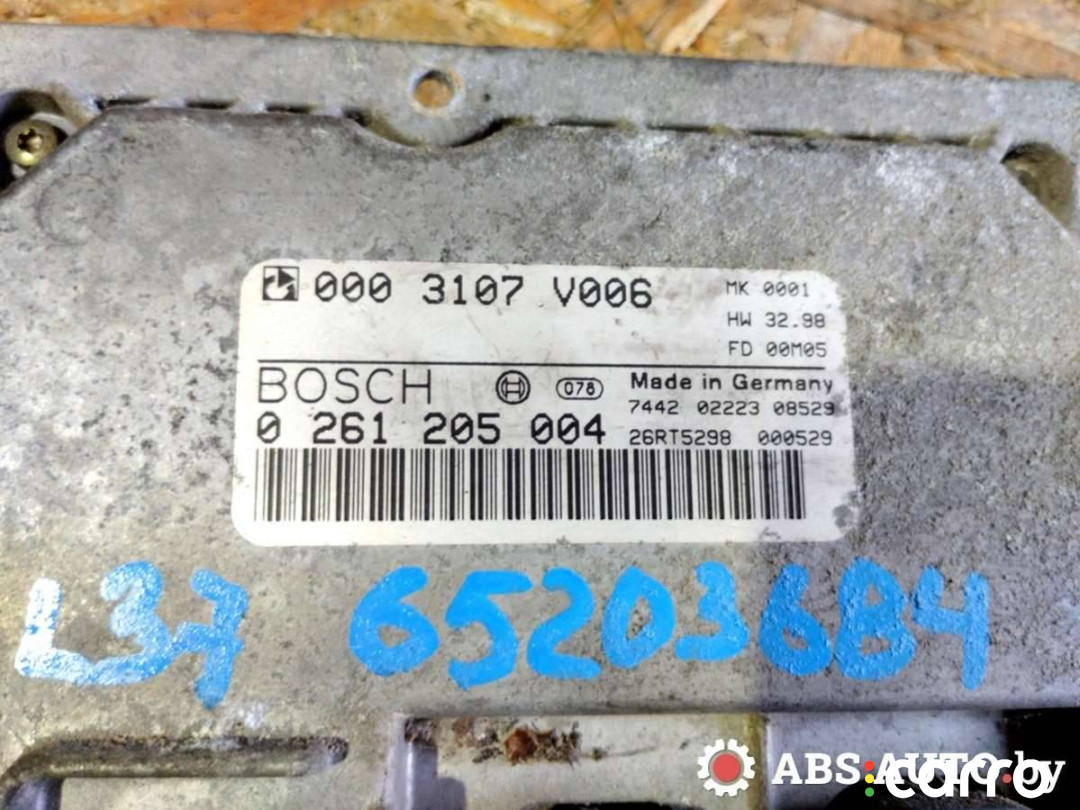 000 3107 V006
MK 0001
HW 32.98
FD 00M05
BOSCH 078 Made in Germany
7442 02223 08529
0 261 205 004
26RT5298 000529
L37 65203684
ABS-AUTO.by
carro